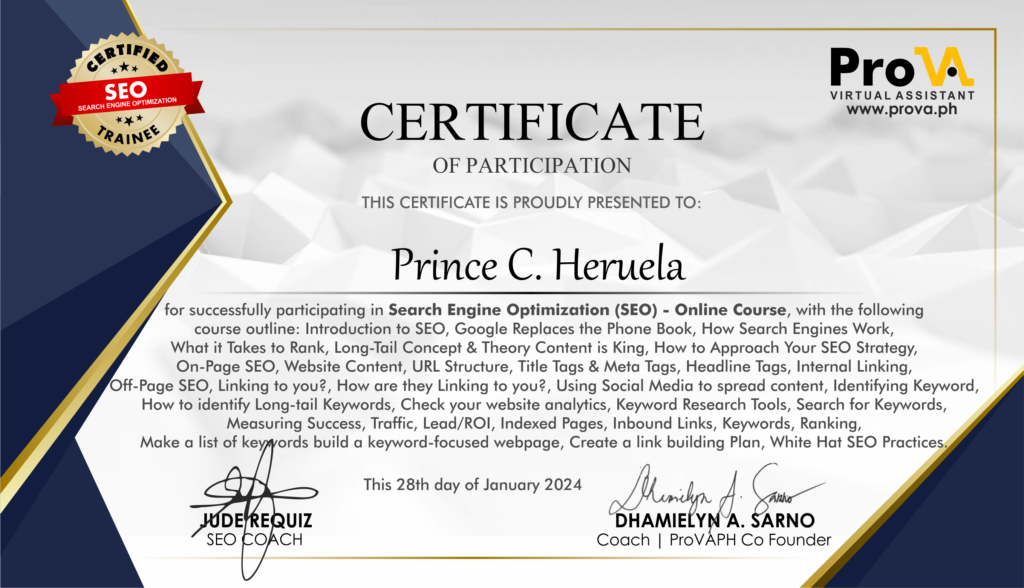 CERTIFIED
SEO
SEARCH ENGINE OPTIMIZATION
TRAINEE
ProVA
VIRTUAL ASSISTANT
www.prova.ph
CERTIFICATE
OF PARTICIPATION
THIS CERTIFICATE IS PROUDLY PRESENTED TO:
Prince C. Heruela
for successfully participating in Search Engine Optimization (SEO) - Online Course, with the following
course outline: Introduction to SEO, Google Replaces the Phone Book, How Search Engines Work,
What it Takes to Rank, Long-Tail Concept & Theory Content is King, How to Approach Your SEO Strategy,
On-Page SEO, Website Content, URL Structure, Title Tags & Meta Tags, Headline Tags, Internal Linking,
Off-Page SEO, Linking to you?, How are they Linking to you?, Using Social Media to spread content, Identifying Keyword,
How to identify Long-tail Keywords, Check your website analytics, Keyword Research Tools, Search for Keywords,
Measuring Success, Traffic, Lead/ROI, Indexed Pages, Inbound Links, Keywords, Ranking,
Make a list of keywords build a keyword-focused webpage, Create a link building Plan, White Hat SEO Practices.
This 28th day of January 2024
Dhamielyn A. Sarno
JUDE REQUIZ
SEO COACH
DHAMIELYN A. SARNO
Coach | ProVAPH Co Founder